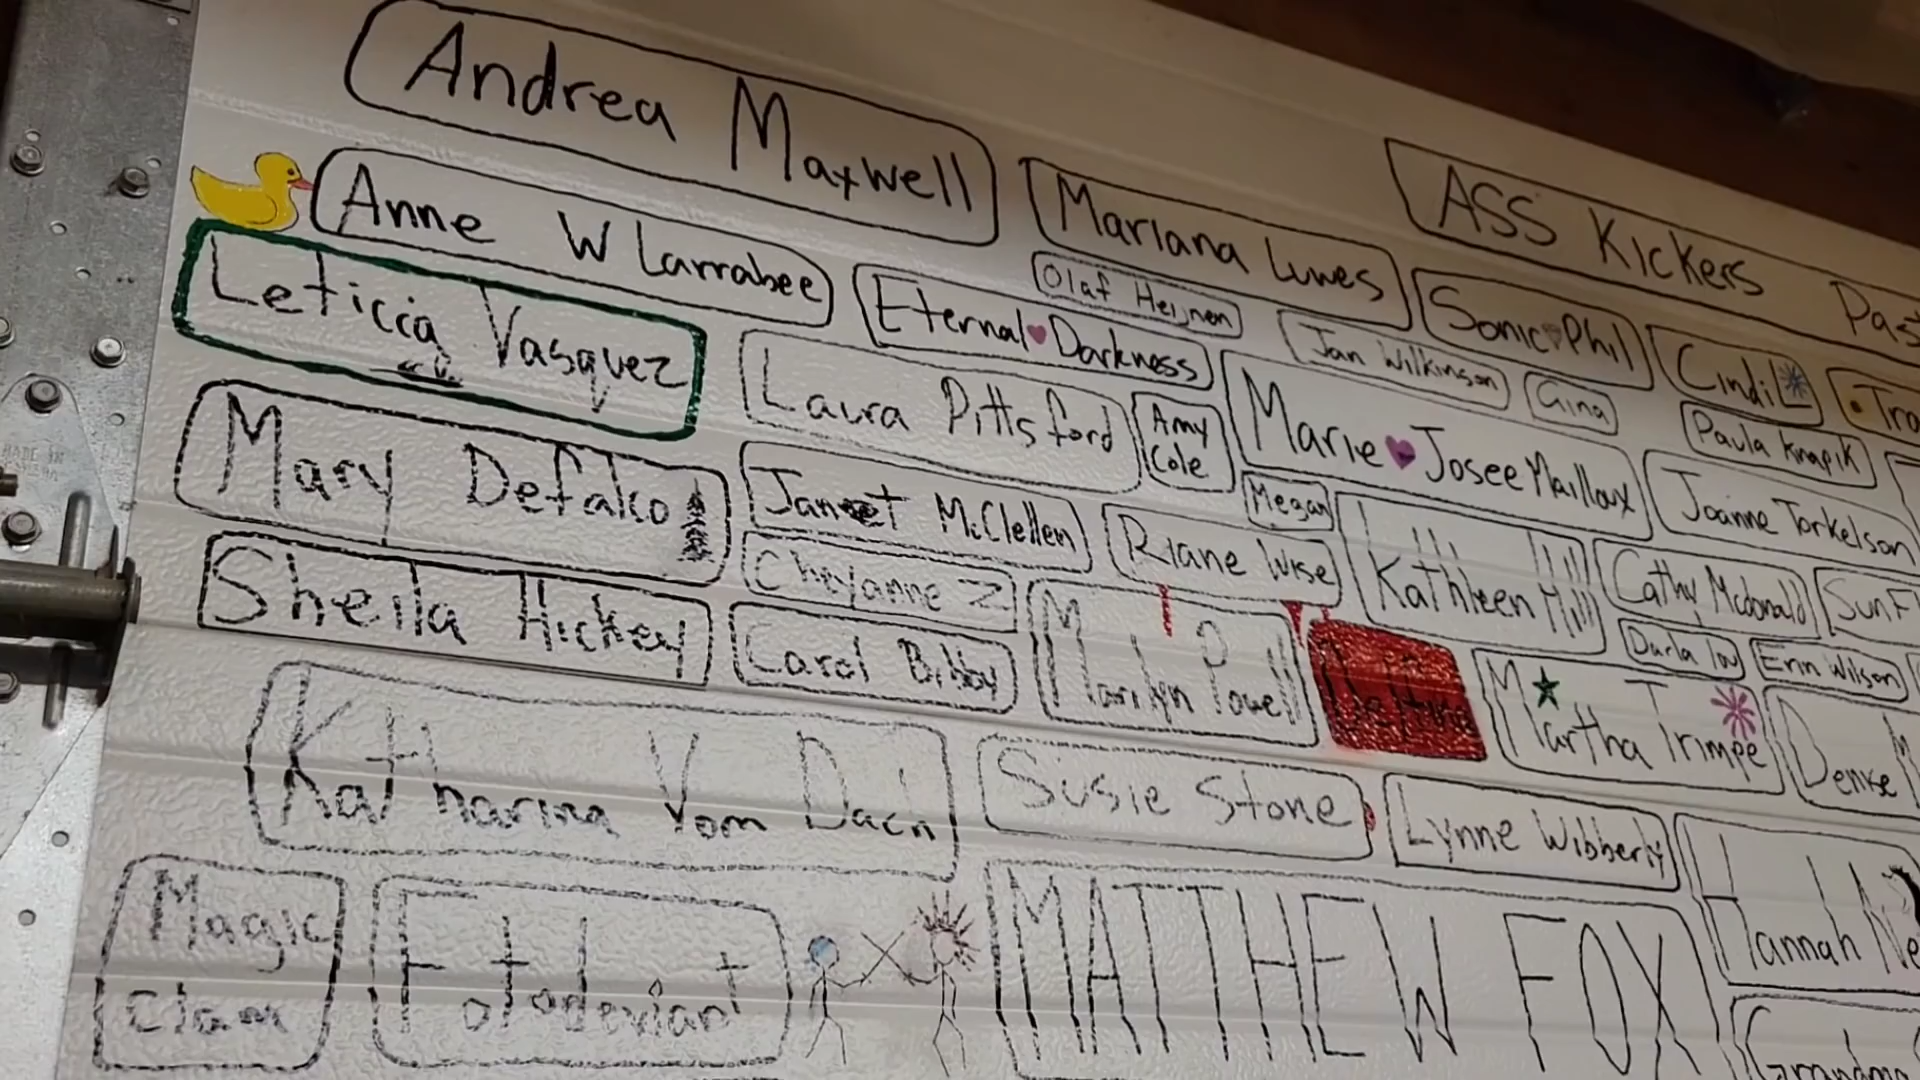 Andrea Maxwell
Anne W Larrabee
Mariana Lunes
ASS Kickers
Leticia Vasquez
Eternal Darkness
Olaf Heijnen
Jan Wilkinson
Sonic Phil
Cindi L
Gina
Paula Knapik
Mary Defalco
Laura Pittsford
Amy
Cole
Marie Josee Mailloux
Joanne Torkelson
Janet McClellen
Megan
Riane Wise
Kathleen Hill
Cathy Mcdonald
Sheila Hickey
Cheyanne Z
Carol Bibby
Marilyn Powell
Darla
Erin Wilson
Martha Trimpe
Katharina Vom Dach
Susie Stone
Lynne Wibberly
Magic
Clam
Fotodeviant
MATTHEW FOX
Hannah